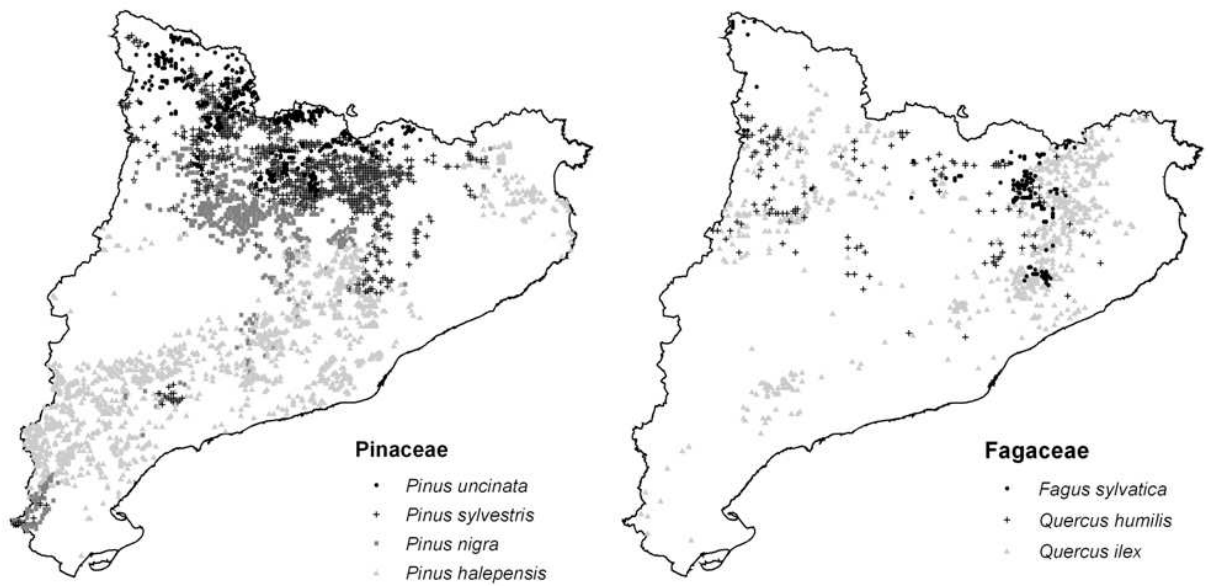 Pinaceae
Pinus uncinata
Pinus sylvestris
Pinus nigra
Pinus halepensis
Fagaceae
Fagus sylvatica
Quercus humilis
Quercus ilex